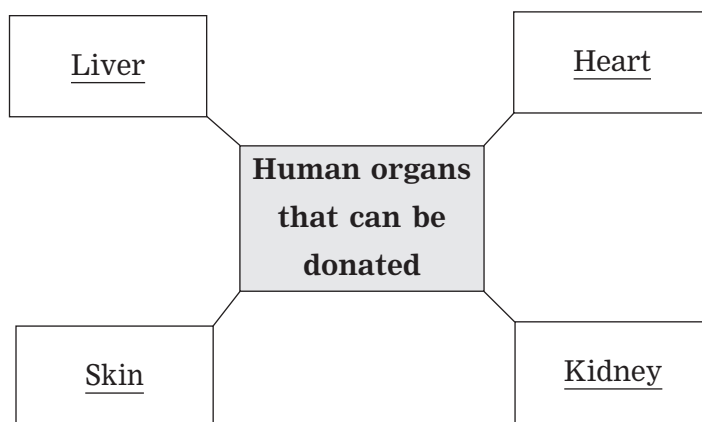 Liver
Heart
Human organs
that can be
donated
Skin
Kidney